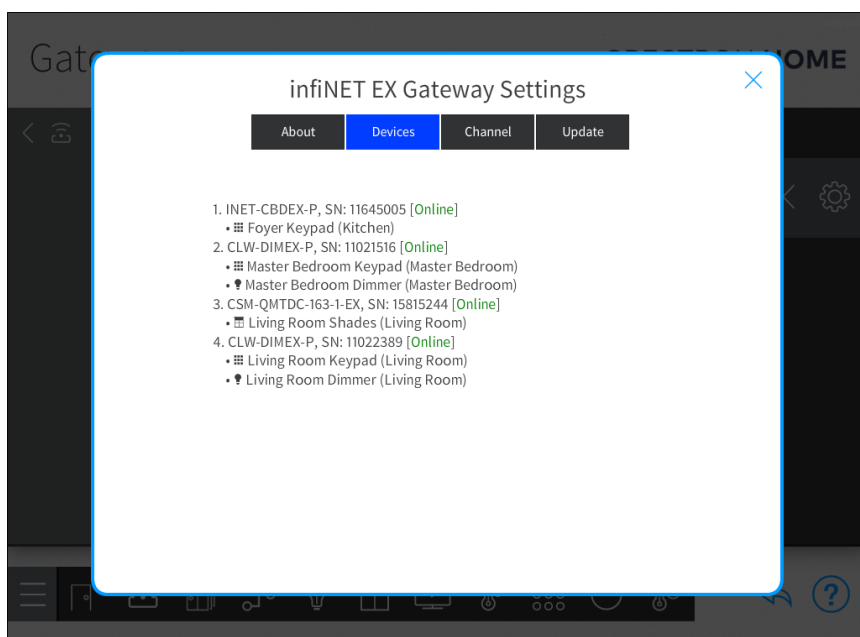 infiNET EX Gateway Settings
About Devices Channel Update
1. INET-CBDEX-P, SN: 11645005 [Online]
• Foyer Keypad (Kitchen)
2. CLW-DIMEX-P, SN: 11021516 [Online]
• Master Bedroom Keypad (Master Bedroom)
• Master Bedroom Dimmer (Master Bedroom)
3. CSM-QMTDC-163-1-EX, SN: 15815244 [Online]
• Living Room Shades (Living Room)
4. CLW-DIMEX-P, SN: 11022389 [Online]
• Living Room Keypad (Living Room)
• Living Room Dimmer (Living Room)
?